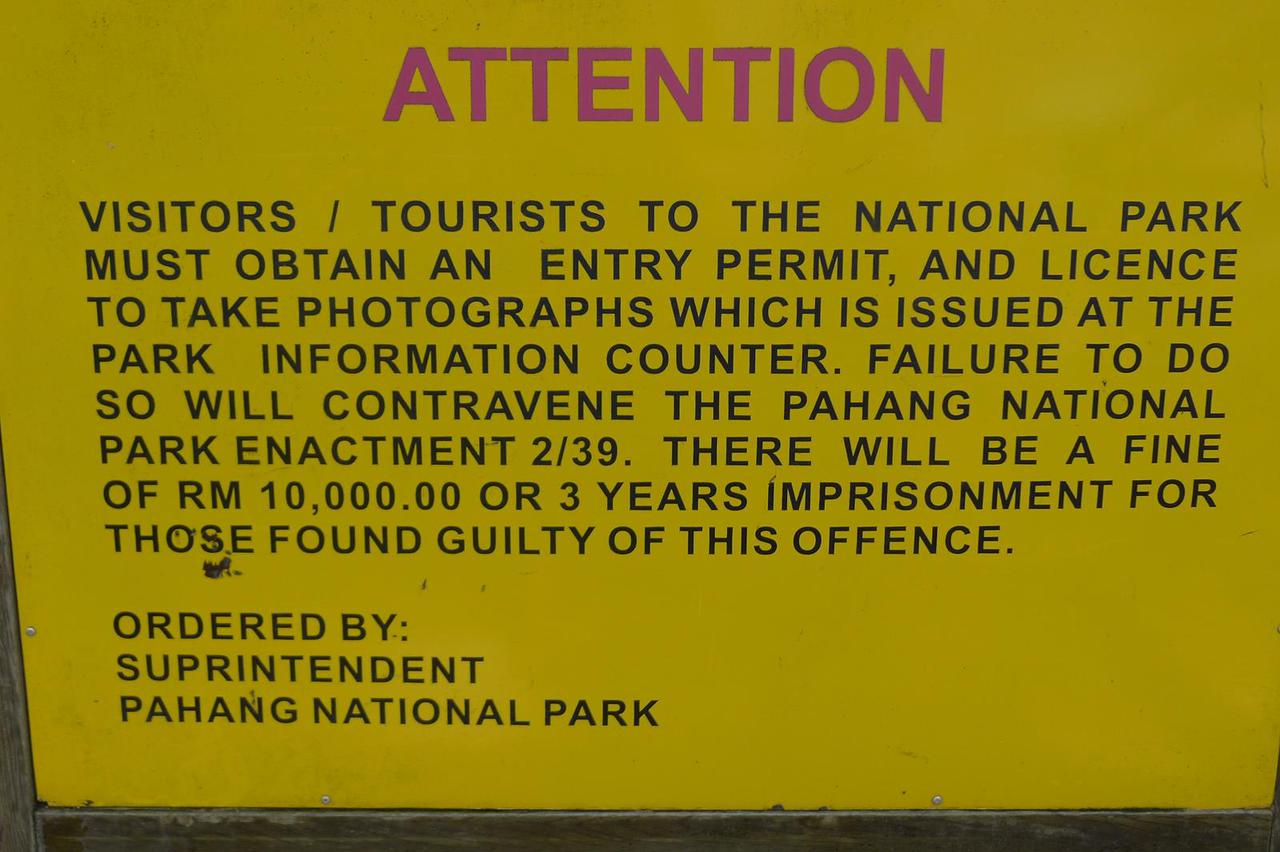 ATTENTION
VISITORS / TOURISTS TO THE NATIONAL PARK
MUST OBTAIN AN ENTRY PERMIT, AND LICENCE
TO TAKE PHOTOGRAPHS WHICH IS ISSUED AT THE
PARK INFORMATION COUNTER. FAILURE TO DO
SO WILL CONTRAVENE THE PAHANG NATIONAL
PARK ENACTMENT 2/39. THERE WILL BE A FINE
OF RM 10,000.00 OR 3 YEARS IMPRISONMENT FOR
THOSE FOUND GUILTY OF THIS OFFENCE.
ORDERED BY:
SUPRINTENDENT
PAHANG NATIONAL PARK